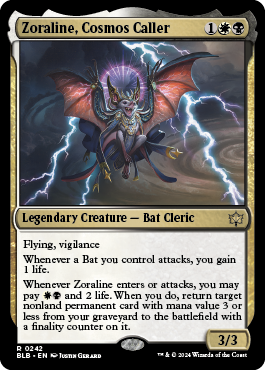 Zoraline, Cosmos Caller 1
Legendary Creature — Bat Cleric
Flying, vigilance
Whenever a Bat you control attacks, you gain
1 life.
Whenever Zoraline enters or attacks, you may
pay and 2 life. When you do, return target
nonland permanent card with mana value 3 or
less from your graveyard to the battlefield with
a finality counter on it.
3/3
R 0242
BLB • EN Justin Gerard
™ & © 2024 Wizards of the Coast